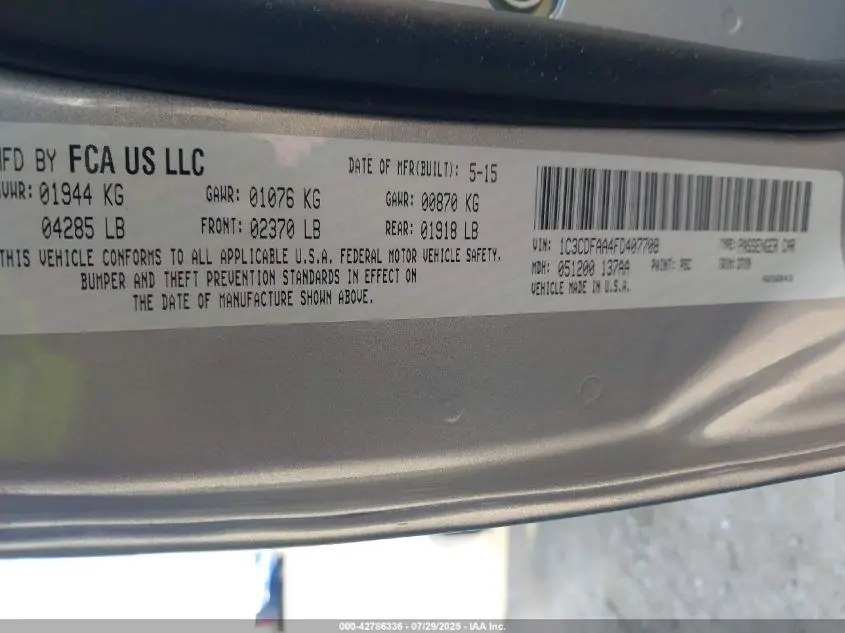 MFD BY FCA US LLC DATE OF MFR(BUILT): 5-15
GVWR: 01944 KG GAWR: 01076 KG GAWR: 00870 KG
04285 LB FRONT: 02370 LB REAR: 01918 LB
THIS VEHICLE CONFORMS TO ALL APPLICABLE U.S.A. FEDERAL MOTOR VEHICLE SAFETY,
BUMPER AND THEFT PREVENTION STANDARDS IN EFFECT ON
THE DATE OF MANUFACTURE SHOWN ABOVE.
VIN: 1C3CDFAA4FD407708 TYPE: PASSENGER CAR
MDH: 051200 137AA PAINT: PSC
VEHICLE MADE IN U.S.A.
000-42786336 - 07/29/2025 - IAA Inc.